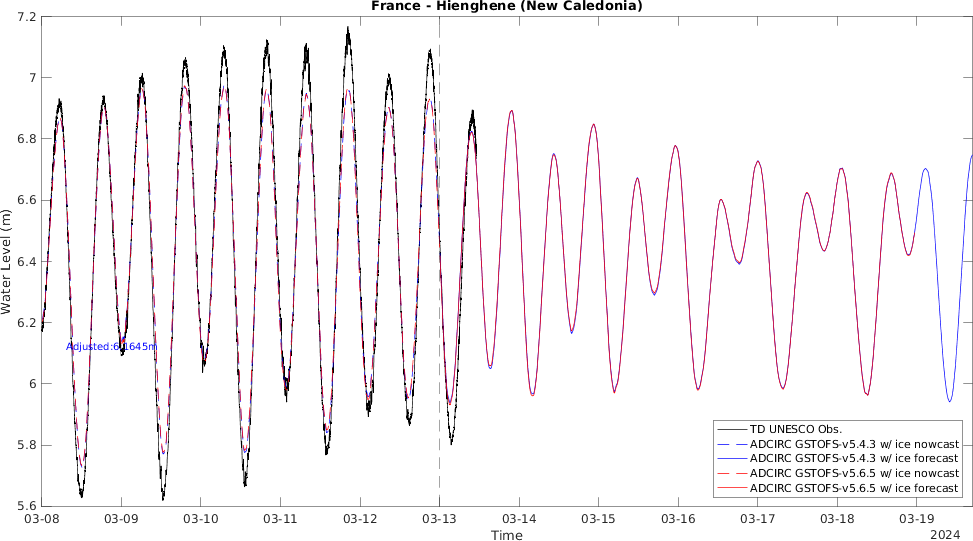 France - Hienghene (New Caledonia)
7.2
7
6.8
6.6
6.4
6.2
6
5.8
5.6
Water Level (m)
Adjusted:6.1645m
TD UNESCO Obs.
ADCIRC GSTOFS-v5.4.3 w/ ice nowcast
ADCIRC GSTOFS-v5.4.3 w/ ice forecast
ADCIRC GSTOFS-v5.6.5 w/ ice nowcast
ADCIRC GSTOFS-v5.6.5 w/ ice forecast
03-08 03-09 03-10 03-11 03-12 03-13 03-14 03-15 03-16 03-17 03-18 03-19
Time
2024